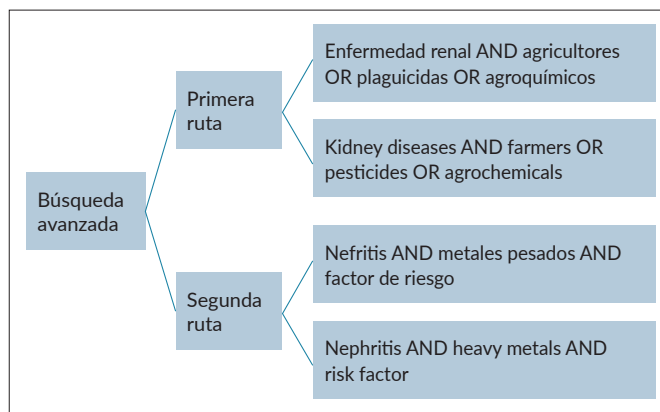 Búsqueda
avanzada
Primera
ruta
Enfermedad renal AND agricultores
OR plaguicidas OR agroquímicos
Kidney diseases AND farmers OR
pesticides OR agrochemicals
Segunda
ruta
Nefritis AND metales pesados AND
factor de riesgo
Nephritis AND heavy metals AND
risk factor